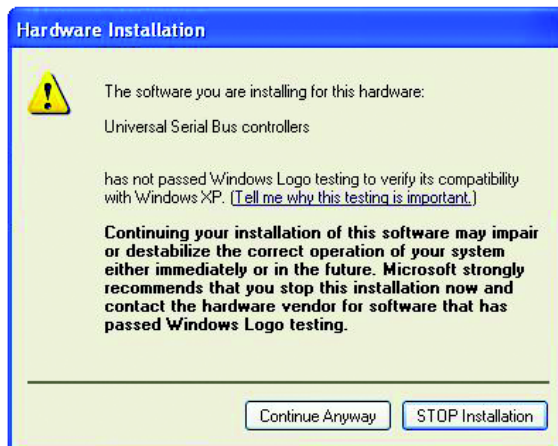 Hardware Installation
The software you are installing for this hardware:
Universal Serial Bus controllers
has not passed Windows Logo testing to verify its compatibility
with Windows XP. (Tell me why this testing is important.)
Continuing your installation of this software may impair
or destabilize the correct operation of your system
either immediately or in the future. Microsoft strongly
recommends that you stop this installation now and
contact the hardware vendor for software that has
passed Windows Logo testing.
Continue Anyway STOP Installation